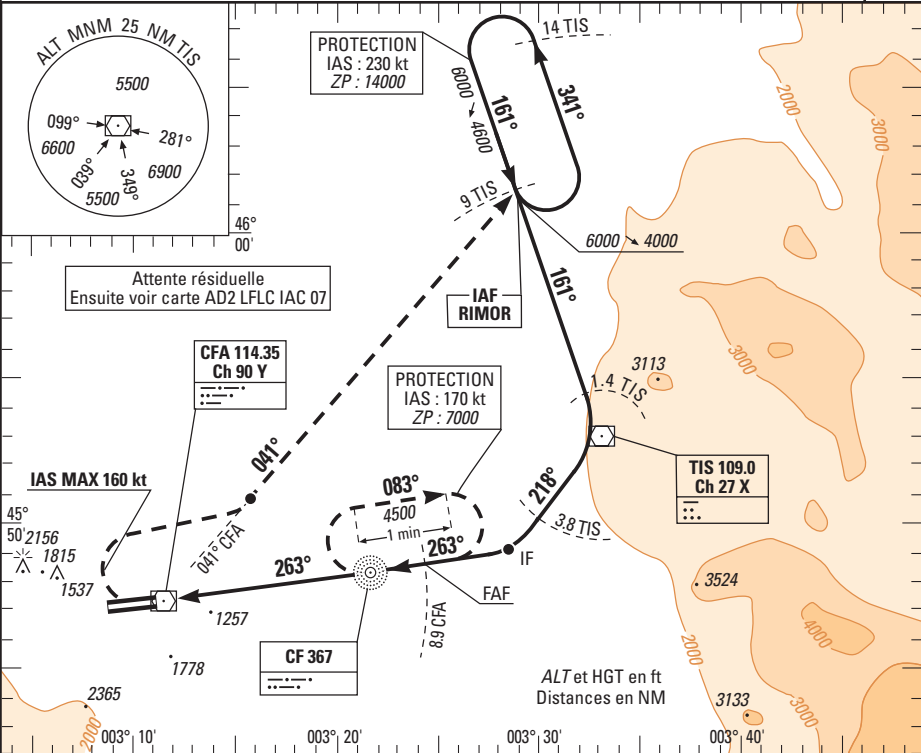 ALT MNM 25 NM TIS
5500
099°
281°
6600
6900
039°
349°
5500
46°
00'
Attente résiduelle
Ensuite voir carte AD2 LFLC IAC 07
PROTECTION
IAS : 230 kt
ZP : 14000
14 TIS
6000
4600
161°
341°
9 TIS
6000 4000
IAF
RIMOR
161°
2000
3000
3000
3113
1.4 TIS
CFA 114.35
Ch 90 Y
PROTECTION
IAS : 170 kt
ZP : 7000
TIS 109.0
Ch 27 X
041°
IAS MAX 160 kt
041° CFA
083°
4500
1 min
218°
3.8 TIS
45°
50'
2156
1815
1537
263°
263°
IF
FAF
8.9 CFA
1257
1778
2365
2000
CF 367
3524
4000
2000
3000
3133
ALT et HGT en ft
Distances en NM
003° 10'
003° 20'
003° 30'
003° 40'